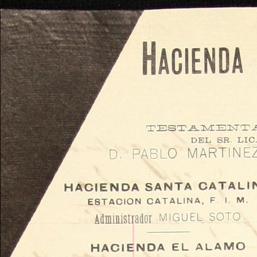 HACIENDA
TESTAMENTA
DEL SR. LIC.
D. PABLO MARTINEZ
HACIENDA SANTA CATALIN
ESTACION CATALINA, F. I. M.
Administrador MIGUEL SOTO
HACIENDA EL ALAMO